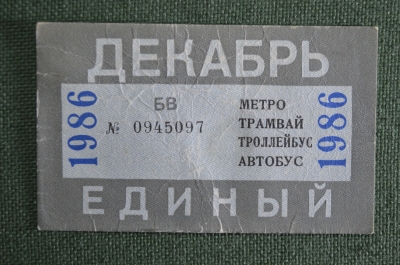 ДЕКАБРЬ
1986
БВ
№ 0945097
МЕТРО
ТРАМВАЙ
ТРОЛЛЕЙБУС
АВТОБУС
1986
ЕДИНЫЙ